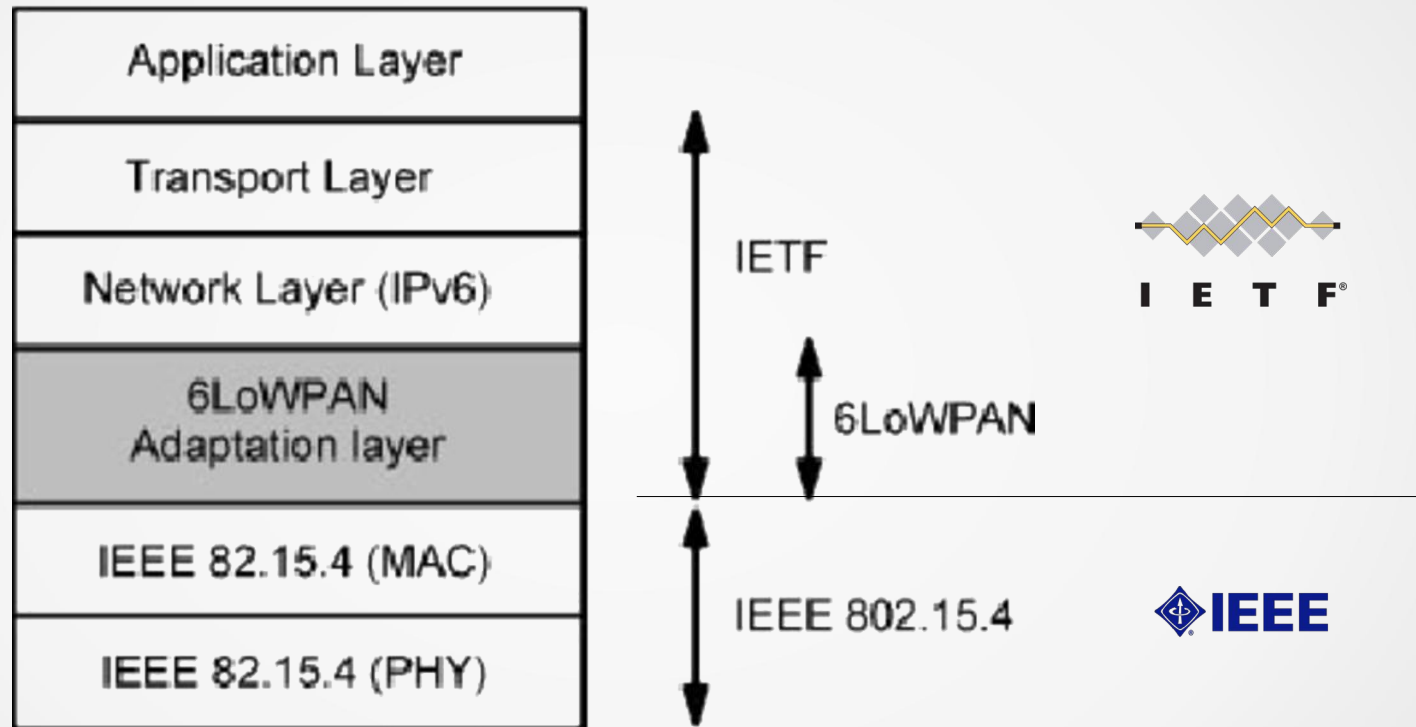 Application Layer
Transport Layer
Network Layer (IPv6)
6LoWPAN
Adaptation layer
IEEE 82.15.4 (MAC)
IEEE 82.15.4 (PHY)
IETF
6LoWPAN
IEEE 802.15.4
I E T F®
IEEE